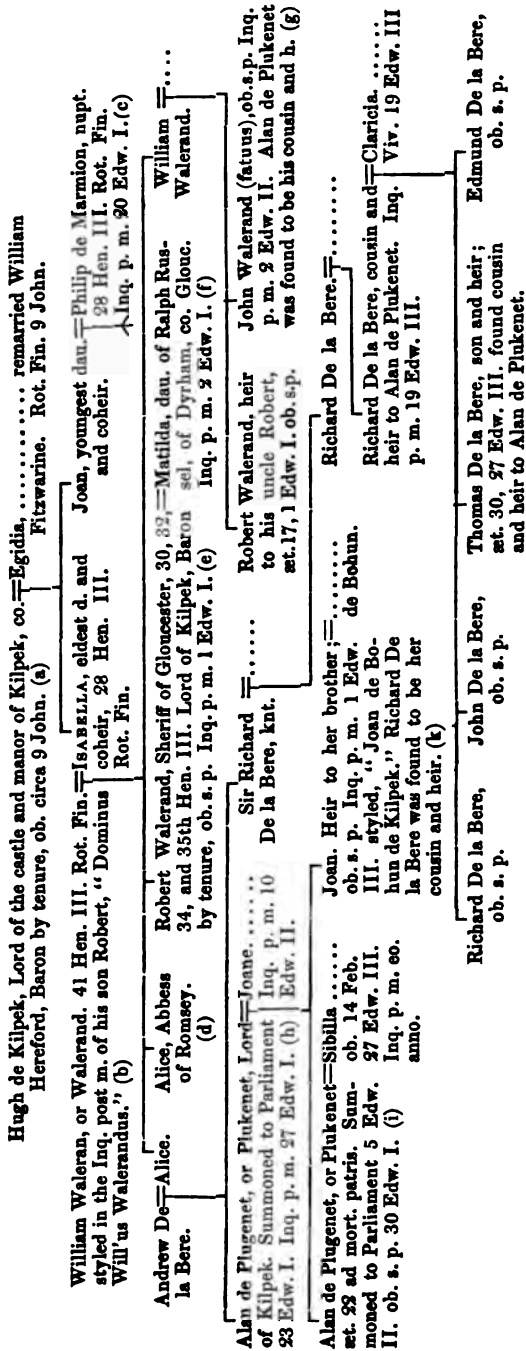 Hugh de Kilpek, Lord of the castle and manor of Kilpek, co.=Egidia, ............ remarried William
Hereford, Baron by tenure, ob. circa 9 John. (a)
Fitzwarine. Rot. Fin. 9 John.
William Waleran, or Walerand. 41 Hen. III. Rot. Fin.=ISABELLA, eldest d. and
styled in the Inq. post m. of his son Robert, “ Dominus
Will'us Walerandus.” (b)
coheir, 28 Hen. III.
Rot. Fin.
Joan, youngest dau.=Philip de Marmion, nupt.
and coheir.
28 Hen. III. Rot. Fin.
Inq. p. m. 20 Edw. I. (c)
Andrew De=Alice.
la Bere.
Alice, Abbess
of Romsey.
(d)
Robert Walerand, Sheriff of Gloucester, 30, 32,=Matilda, dau. of Ralph Rus-
34, and 35th Hen. III. Lord of Kilpek, Baron
by tenure, ob. s. p. Inq. p. m. 1 Edw. I. (e)
sel, of Dyrham, co. Glouc.
Inq. p. m. 2 Edw. I. (f)
William =....
Walerand.
Alan de Plugenet, or Plukenet, Lord=Joane.......
of Kilpek. Summoned to Parliament
23 Edw. I. Inq. p. m. 27 Edw. I. (h)
Inq. p. m. 10
Edw. II.
Sir Richard =......
De la Bere, knt.
Robert Walerand, heir
to his uncle Robert,
æt. 17, 1 Edw. I. ob. s.p.
John Walerand (fatuus), ob.s.p. Inq.
p. m. 2 Edw. II. Alan de Plukenet
was found to be his cousin and h. (g)
Alan de Plugenet, or Plukenet=Sibilla ......
æt. 22 ad mort. patris. Sum-
moned to Parliament 5 Edw.
II. ob. s. p. 30 Edw. I. (i)
ob. 14 Feb.
27 Edw. III.
Inq. p. m. eo.
anno.
Joan. Heir to her brother ;=.........
ob. s. p. Inq. p. m. 1 Edw.
III. styled, “ Joan de Bo-
hun de Kilpek.” Richard De
la Bere was found to be her
cousin and heir. (k)
de Bohun.
Richard De la Bere.=........
Richard De la Bere, cousin and=Claricia. ......
heir to Alan de Plukenet. Inq.
p. m. 19 Edw. III.
Viv. 19 Edw. III
Richard De la Bere,
ob. s. p.
John De la Bere,
ob. s. p.
Thomas De la Bere, son and heir ;
æt. 30, 27 Edw. III. found cousin
and heir to Alan de Plukenet.
Edmund De la Bere,
ob. s. p.